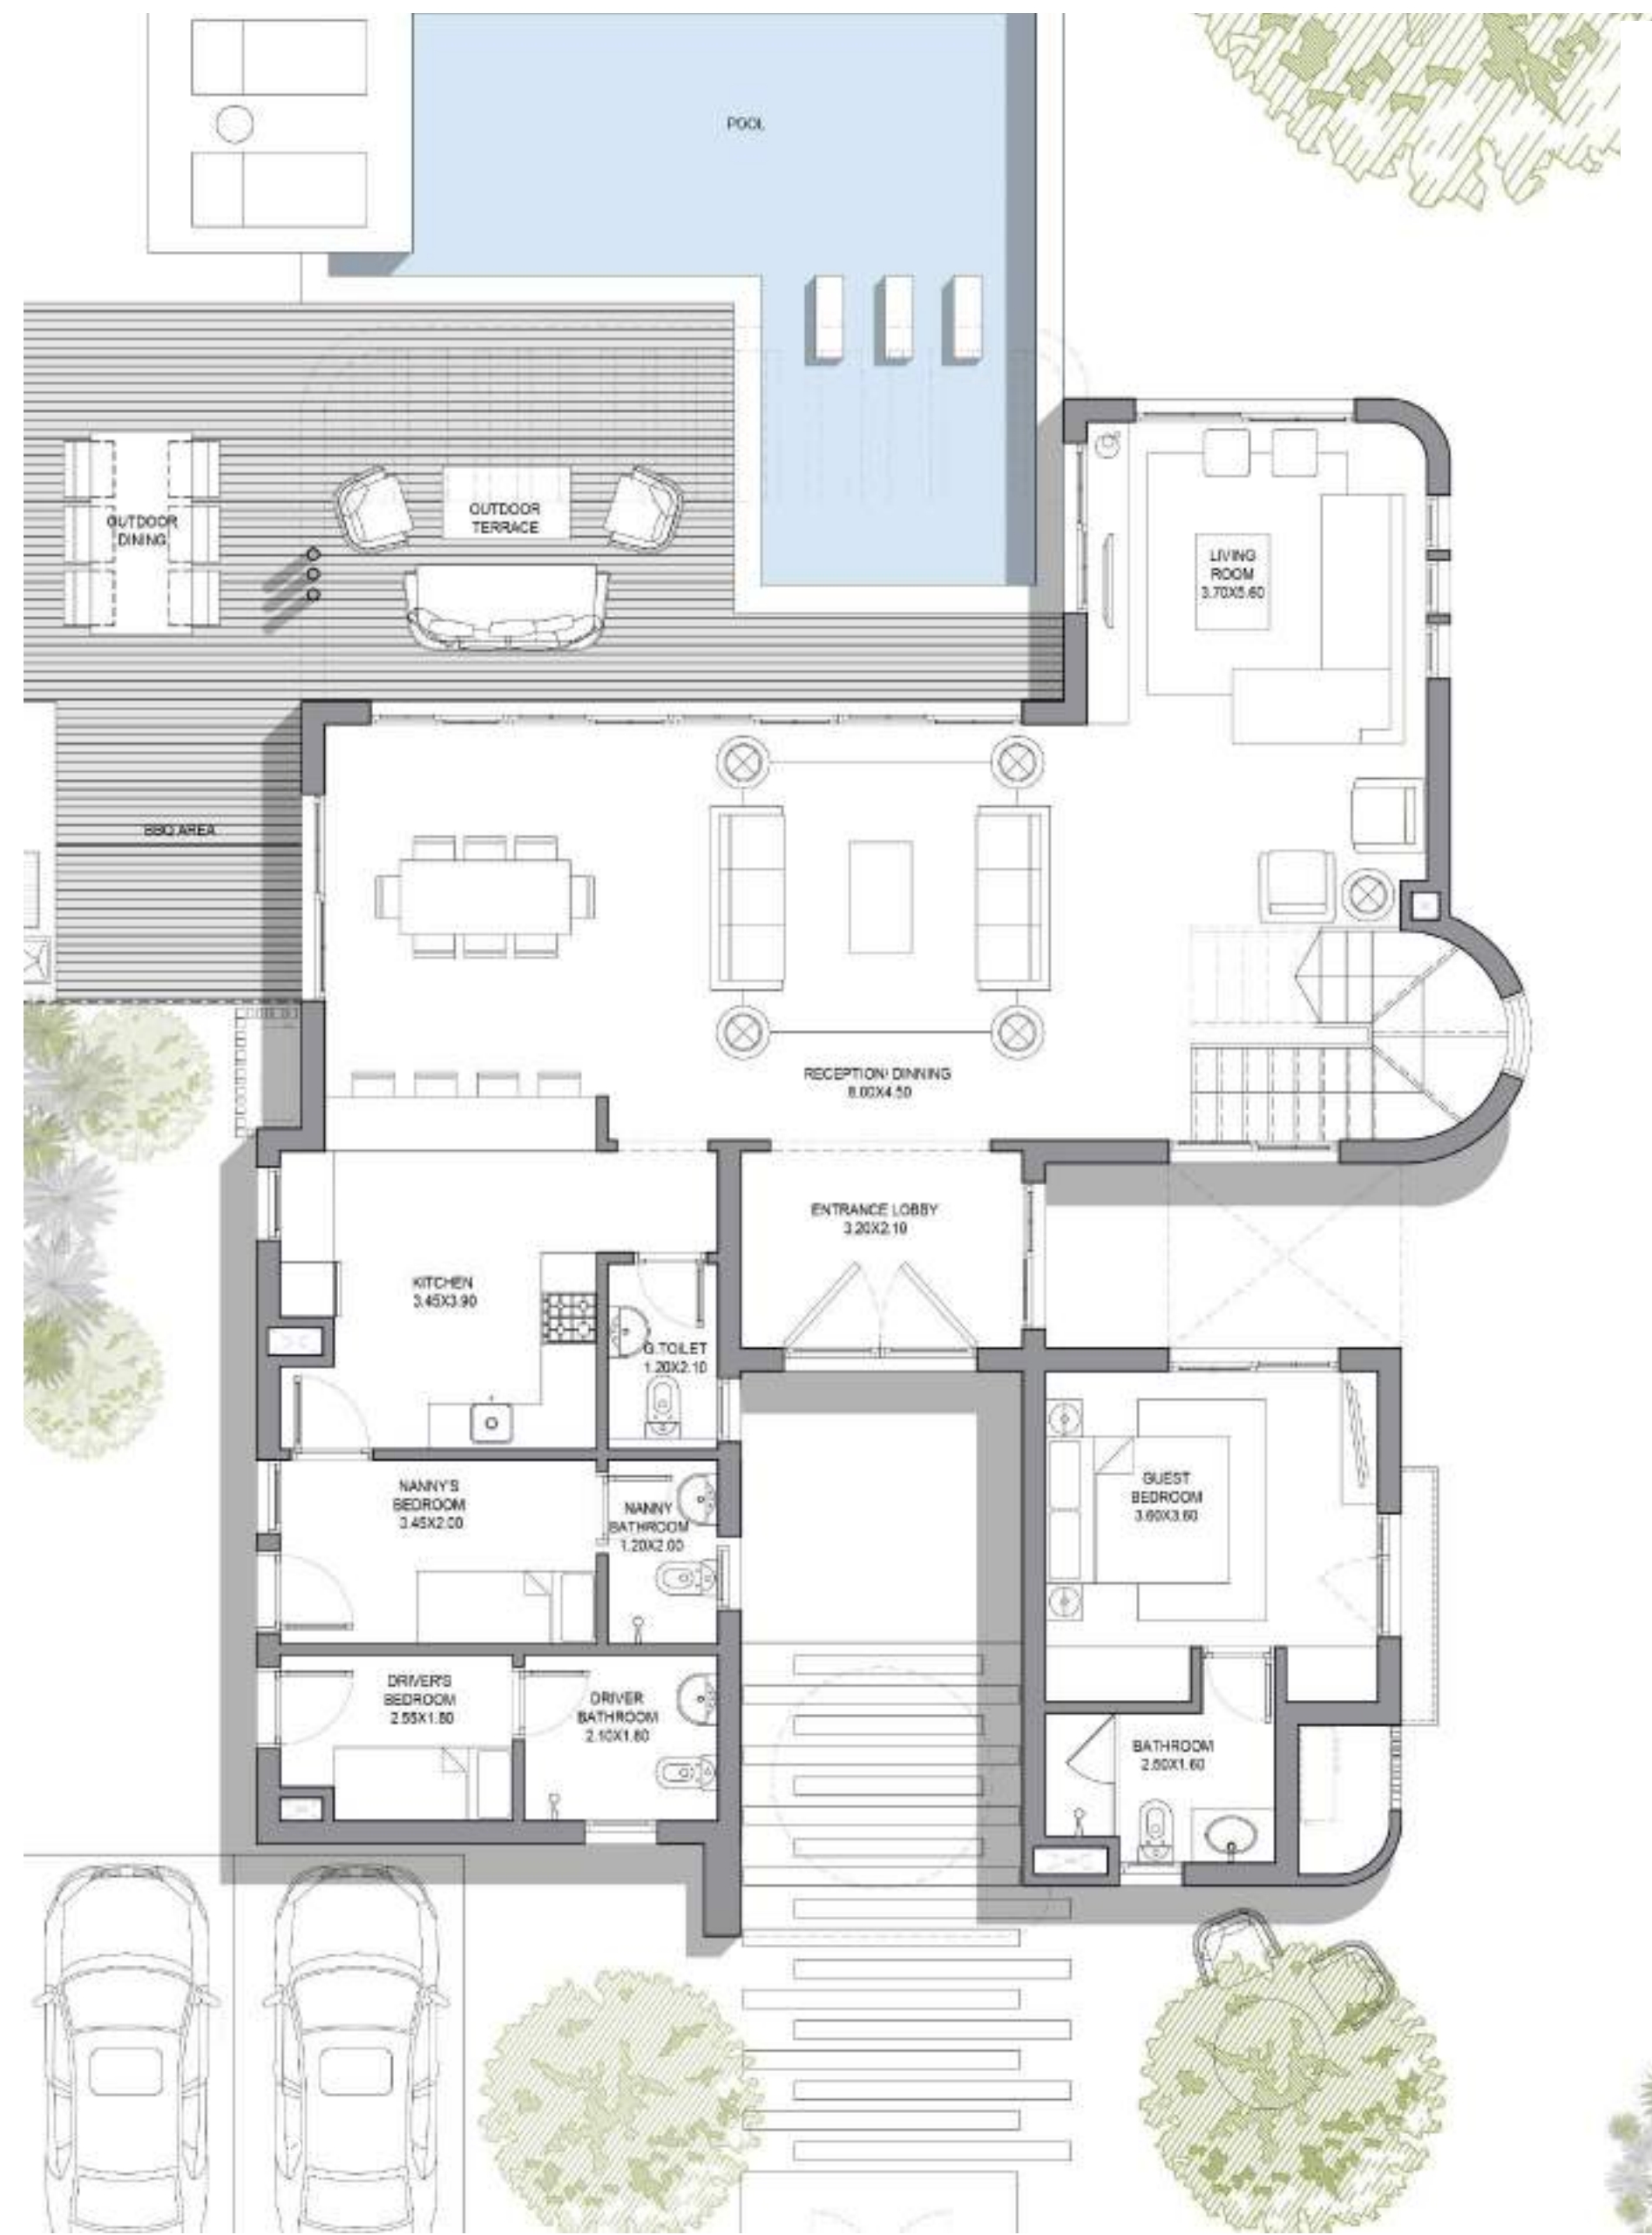 POOL
OUTDOOR
DINING
OUTDOOR
TERRACE
LIVING
ROOM
3.70X5.60
BBQ AREA
RECEPTION/ DINNING
8.00X4.50
ENTRANCE LOBBY
3.20X2.10
KITCHEN
3.45X3.90
G.TOILET
1.20X2.10
NANNY'S
BEDROOM
3.45X2.00
NANNY
BATHROOM
1.20X2.00
GUEST
BEDROOM
3.60X3.60
DRIVER'S
BEDROOM
2.55X1.80
DRIVER
BATHROOM
2.10X1.80
BATHROOM
2.50X1.60